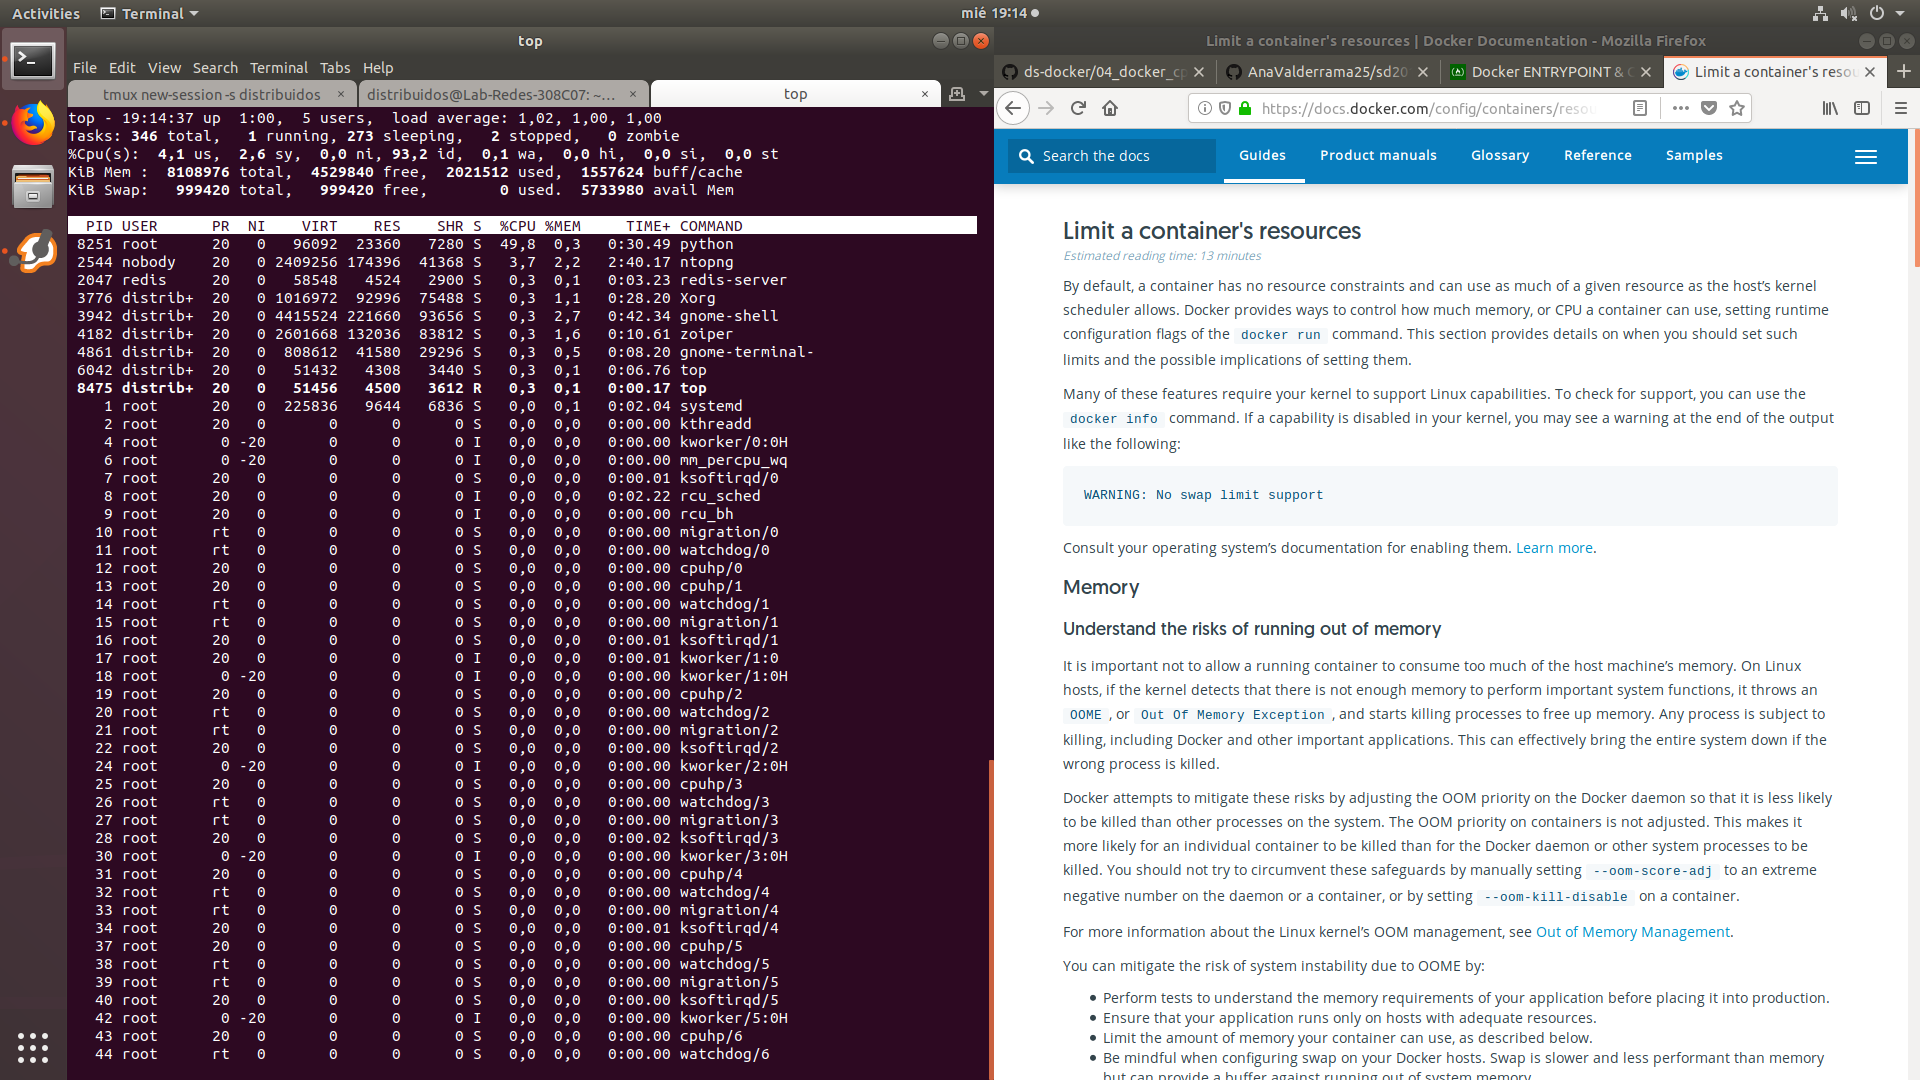 Activities
Terminal
mié 19:14
top
File Edit View Search Terminal Tabs Help
tmux new-session -s distribuidos ×
distribuidos@Lab-Redes-308C07: ~... ×
top ×
top - 19:14:37 up  1:00,  5 users,  load average: 1,02, 1,00, 1,00
Tasks: 346 total,   1 running, 273 sleeping,   2 stopped,   0 zombie
%Cpu(s):  4,1 us,  2,6 sy,  0,0 ni, 93,2 id,  0,1 wa,  0,0 hi,  0,0 si,  0,0 st
KiB Mem :  8108976 total,  4529840 free,  2021512 used,  1557624 buff/cache
KiB Swap:   999420 total,   999420 free,        0 used.  5733980 avail Mem
PID USER PR NI VIRT RES SHR S %CPU %MEM TIME+ COMMAND
8251 root 20 0 96092 23360 7280 S 49,8 0,3 0:30.49 python
2544 nobody 20 0 2409256 174396 41368 S 3,7 2,2 2:40.17 ntopng
2047 redis 20 0 58548 4524 2900 S 0,3 0,1 0:03.23 redis-server
3776 distrib+ 20 0 1016972 92996 75488 S 0,3 1,1 0:28.20 Xorg
3942 distrib+ 20 0 4415524 221660 93656 S 0,3 2,7 0:42.34 gnome-shell
4182 distrib+ 20 0 2601668 132036 83812 S 0,3 1,6 0:10.61 zoiper
4861 distrib+ 20 0 808612 41580 29296 S 0,3 0,5 0:08.20 gnome-terminal-
6042 distrib+ 20 0 51432 4308 3440 S 0,3 0,1 0:06.76 top
8475 distrib+ 20 0 51456 4500 3612 R 0,3 0,1 0:00.17 top
1 root 20 0 225836 9644 6836 S 0,0 0,1 0:02.04 systemd
2 root 20 0 0 0 0 S 0,0 0,0 0:00.00 kthreadd
4 root 0 -20 0 0 0 I 0,0 0,0 0:00.00 kworker/0:0H
6 root 0 -20 0 0 0 I 0,0 0,0 0:00.00 mm_percpu_wq
7 root 20 0 0 0 0 S 0,0 0,0 0:00.01 ksoftirqd/0
8 root 20 0 0 0 0 I 0,0 0,0 0:02.22 rcu_sched
9 root 20 0 0 0 0 I 0,0 0,0 0:00.00 rcu_bh
10 root rt 0 0 0 0 S 0,0 0,0 0:00.00 migration/0
11 root rt 0 0 0 0 S 0,0 0,0 0:00.00 watchdog/0
12 root 20 0 0 0 0 S 0,0 0,0 0:00.00 cpuhp/0
13 root 20 0 0 0 0 S 0,0 0,0 0:00.00 cpuhp/1
14 root rt 0 0 0 0 S 0,0 0,0 0:00.00 watchdog/1
15 root rt 0 0 0 0 S 0,0 0,0 0:00.00 migration/1
16 root 20 0 0 0 0 S 0,0 0,0 0:00.01 ksoftirqd/1
17 root 20 0 0 0 0 I 0,0 0,0 0:00.01 kworker/1:0
18 root 0 -20 0 0 0 I 0,0 0,0 0:00.00 kworker/1:0H
19 root 20 0 0 0 0 S 0,0 0,0 0:00.00 cpuhp/2
20 root rt 0 0 0 0 S 0,0 0,0 0:00.00 watchdog/2
21 root rt 0 0 0 0 S 0,0 0,0 0:00.00 migration/2
22 root 20 0 0 0 0 S 0,0 0,0 0:00.00 ksoftirqd/2
24 root 0 -20 0 0 0 I 0,0 0,0 0:00.00 kworker/2:0H
25 root 20 0 0 0 0 S 0,0 0,0 0:00.00 cpuhp/3
26 root rt 0 0 0 0 S 0,0 0,0 0:00.00 watchdog/3
27 root rt 0 0 0 0 S 0,0 0,0 0:00.00 migration/3
28 root 20 0 0 0 0 S 0,0 0,0 0:00.02 ksoftirqd/3
30 root 0 -20 0 0 0 I 0,0 0,0 0:00.00 kworker/3:0H
31 root 20 0 0 0 0 S 0,0 0,0 0:00.00 cpuhp/4
32 root rt 0 0 0 0 S 0,0 0,0 0:00.00 watchdog/4
33 root rt 0 0 0 0 S 0,0 0,0 0:00.00 migration/4
34 root 20 0 0 0 0 S 0,0 0,0 0:00.01 ksoftirqd/4
37 root 20 0 0 0 0 S 0,0 0,0 0:00.00 cpuhp/5
38 root rt 0 0 0 0 S 0,0 0,0 0:00.00 watchdog/5
39 root rt 0 0 0 0 S 0,0 0,0 0:00.00 migration/5
40 root 20 0 0 0 0 S 0,0 0,0 0:00.00 ksoftirqd/5
42 root 0 -20 0 0 0 I 0,0 0,0 0:00.00 kworker/5:0H
43 root 20 0 0 0 0 S 0,0 0,0 0:00.00 cpuhp/6
44 root rt 0 0 0 0 S 0,0 0,0 0:00.00 watchdog/6
Limit a container's resources | Docker Documentation - Mozilla Firefox
ds-docker/04_docker_cp
AnaValderrama25/sd20
Docker ENTRYPOINT & C
Limit a container's resou
https://docs.docker.com/config/containers/resou
Search the docs
Guides Product manuals Glossary Reference Samples
Limit a container's resources
Estimated reading time: 13 minutes
By default, a container has no resource constraints and can use as much of a given resource as the host's kernel
scheduler allows. Docker provides ways to control how much memory, or CPU a container can use, setting runtime
configuration flags of the docker run command. This section provides details on when you should set such
limits and the possible implications of setting them.
Many of these features require your kernel to support Linux capabilities. To check for support, you can use the
docker info command. If a capability is disabled in your kernel, you may see a warning at the end of the output
like the following:
WARNING: No swap limit support
Consult your operating system's documentation for enabling them. Learn more.
Memory
Understand the risks of running out of memory
It is important not to allow a running container to consume too much of the host machine's memory. On Linux
hosts, if the kernel detects that there is not enough memory to perform important system functions, it throws an
OOME , or Out Of Memory Exception , and starts killing processes to free up memory. Any process is subject to
killing, including Docker and other important applications. This can effectively bring the entire system down if the
wrong process is killed.
Docker attempts to mitigate these risks by adjusting the OOM priority on the Docker daemon so that it is less likely
to be killed than other processes on the system. The OOM priority on containers is not adjusted. This makes it
more likely for an individual container to be killed than for the Docker daemon or other system processes to be
killed. You should not try to circumvent these safeguards by manually setting --oom-score-adj to an extreme
negative number on the daemon or a container, or by setting --oom-kill-disable on a container.
For more information about the Linux kernel's OOM management, see Out of Memory Management.
You can mitigate the risk of system instability due to OOME by:
• Perform tests to understand the memory requirements of your application before placing it into production.
• Ensure that your application runs only on hosts with adequate resources.
• Limit the amount of memory your container can use, as described below.
• Be mindful when configuring swap on your Docker hosts. Swap is slower and less performant than memory
but can provide a buffer against running out of system memory.